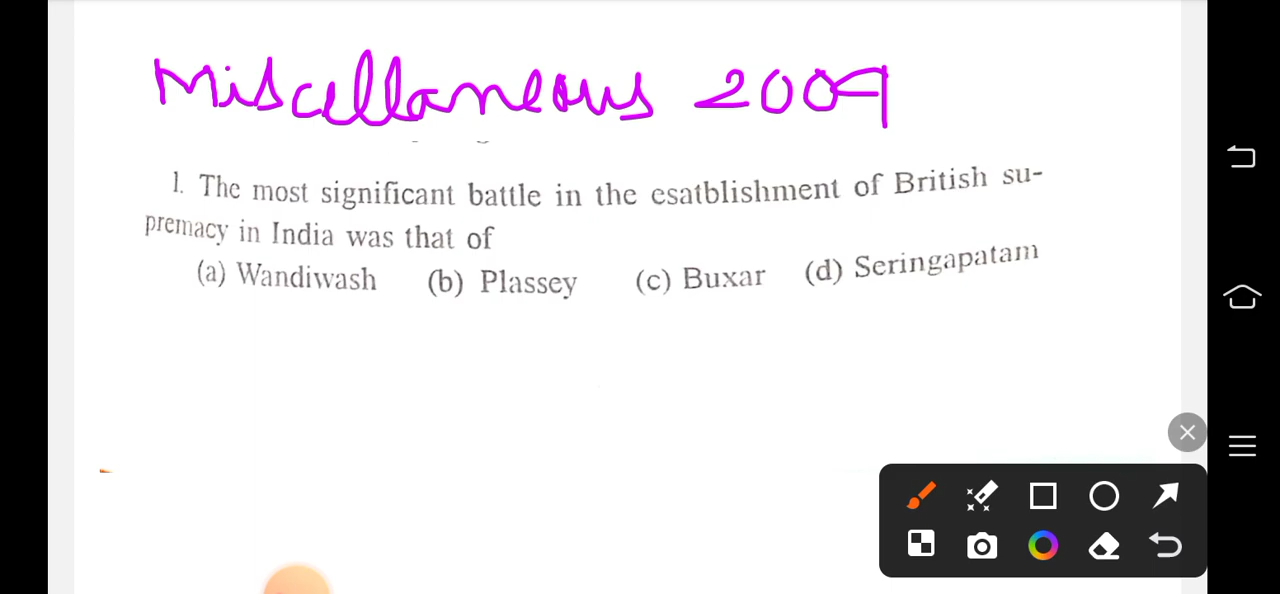 Miscellaneous 2009
1. The most significant battle in the esatblishment of British su-
premacy in India was that of
(a) Wandiwash (b) Plassey (c) Buxar (d) Seringapatam